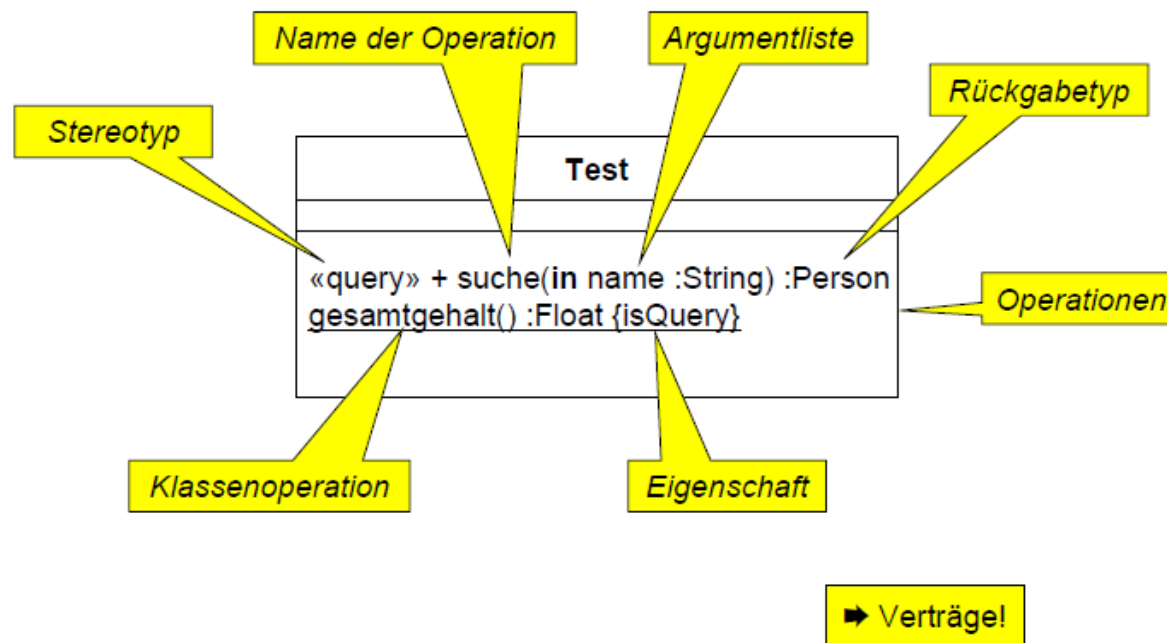 Name der Operation
Argumentliste
Rückgabetyp
Stereotyp
Test
«query» + suche(in name :String) :Person
gesamtgehalt() :Float {isQuery}
Operationen
Klassenoperation
Eigenschaft
➨ Verträge!